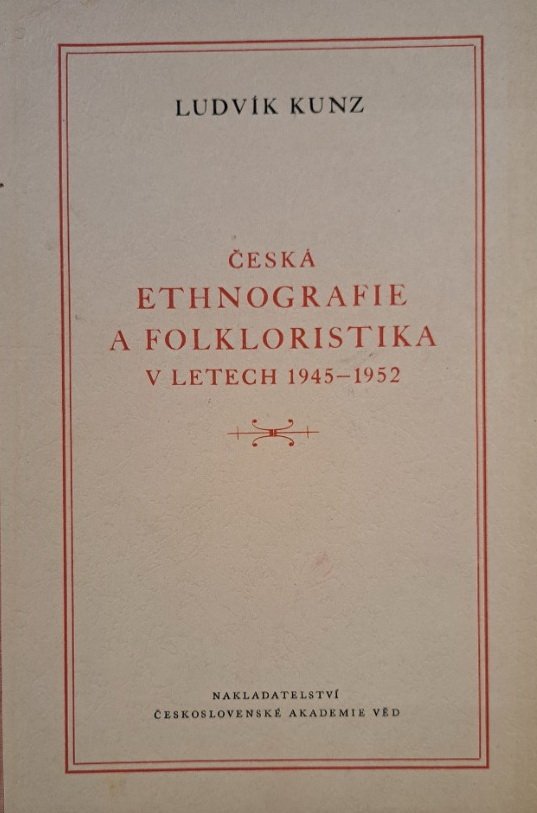 LUDVÍK KUNZ
ČESKÁ
ETHNOGRAFIE
A FOLKLORISTIKA
V LETECH 1945–1952
NAKLADATELSTVÍ
ČESKOSLOVENSKÉ AKADEMIE VĚD